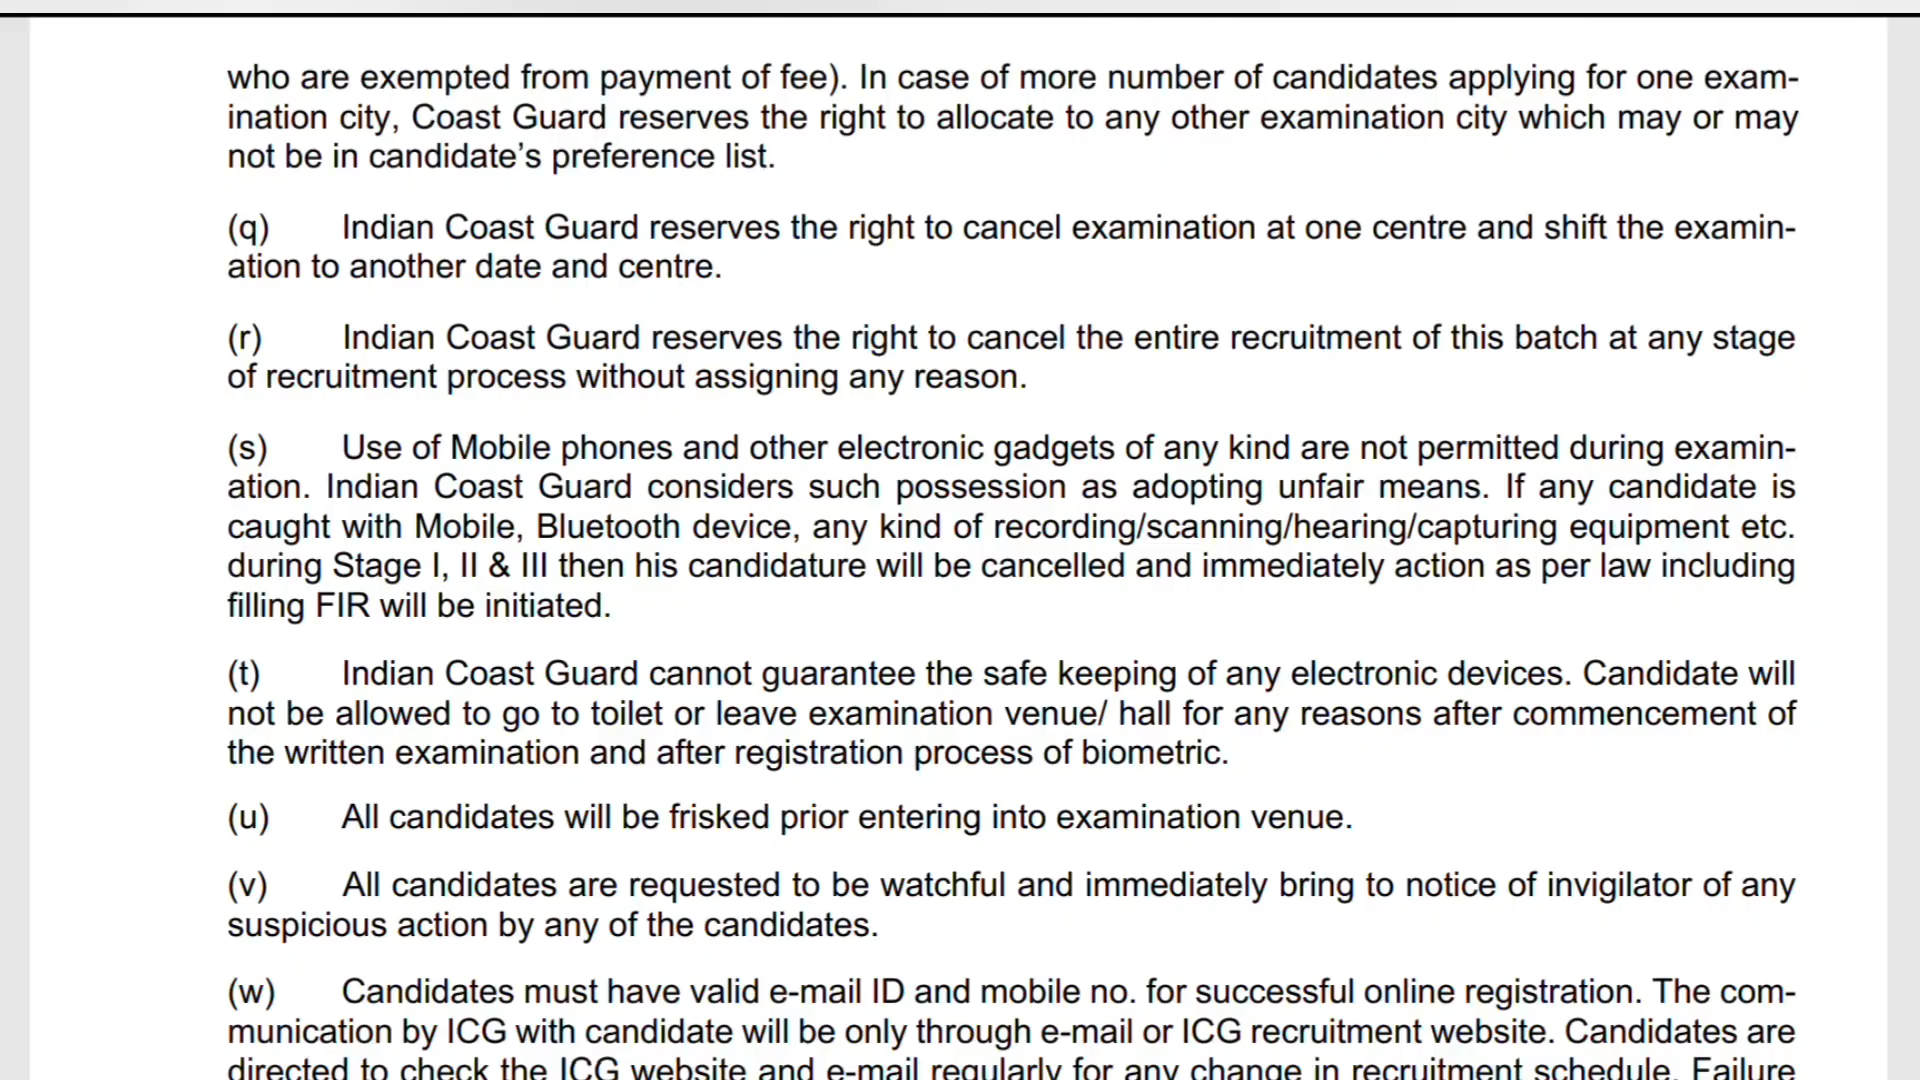 who are exempted from payment of fee). In case of more number of candidates applying for one exam-
ination city, Coast Guard reserves the right to allocate to any other examination city which may or may
not be in candidate’s preference list.
(q) Indian Coast Guard reserves the right to cancel examination at one centre and shift the examin-
ation to another date and centre.
(r) Indian Coast Guard reserves the right to cancel the entire recruitment of this batch at any stage
of recruitment process without assigning any reason.
(s) Use of Mobile phones and other electronic gadgets of any kind are not permitted during examin-
ation. Indian Coast Guard considers such possession as adopting unfair means. If any candidate is
caught with Mobile, Bluetooth device, any kind of recording/scanning/hearing/capturing equipment etc.
during Stage I, II & III then his candidature will be cancelled and immediately action as per law including
filling FIR will be initiated.
(t) Indian Coast Guard cannot guarantee the safe keeping of any electronic devices. Candidate will
not be allowed to go to toilet or leave examination venue/ hall for any reasons after commencement of
the written examination and after registration process of biometric.
(u) All candidates will be frisked prior entering into examination venue.
(v) All candidates are requested to be watchful and immediately bring to notice of invigilator of any
suspicious action by any of the candidates.
(w) Candidates must have valid e-mail ID and mobile no. for successful online registration. The com-
munication by ICG with candidate will be only through e-mail or ICG recruitment website. Candidates are
directed to check the ICG website and e-mail regularly for any change in recruitment schedule. Failure